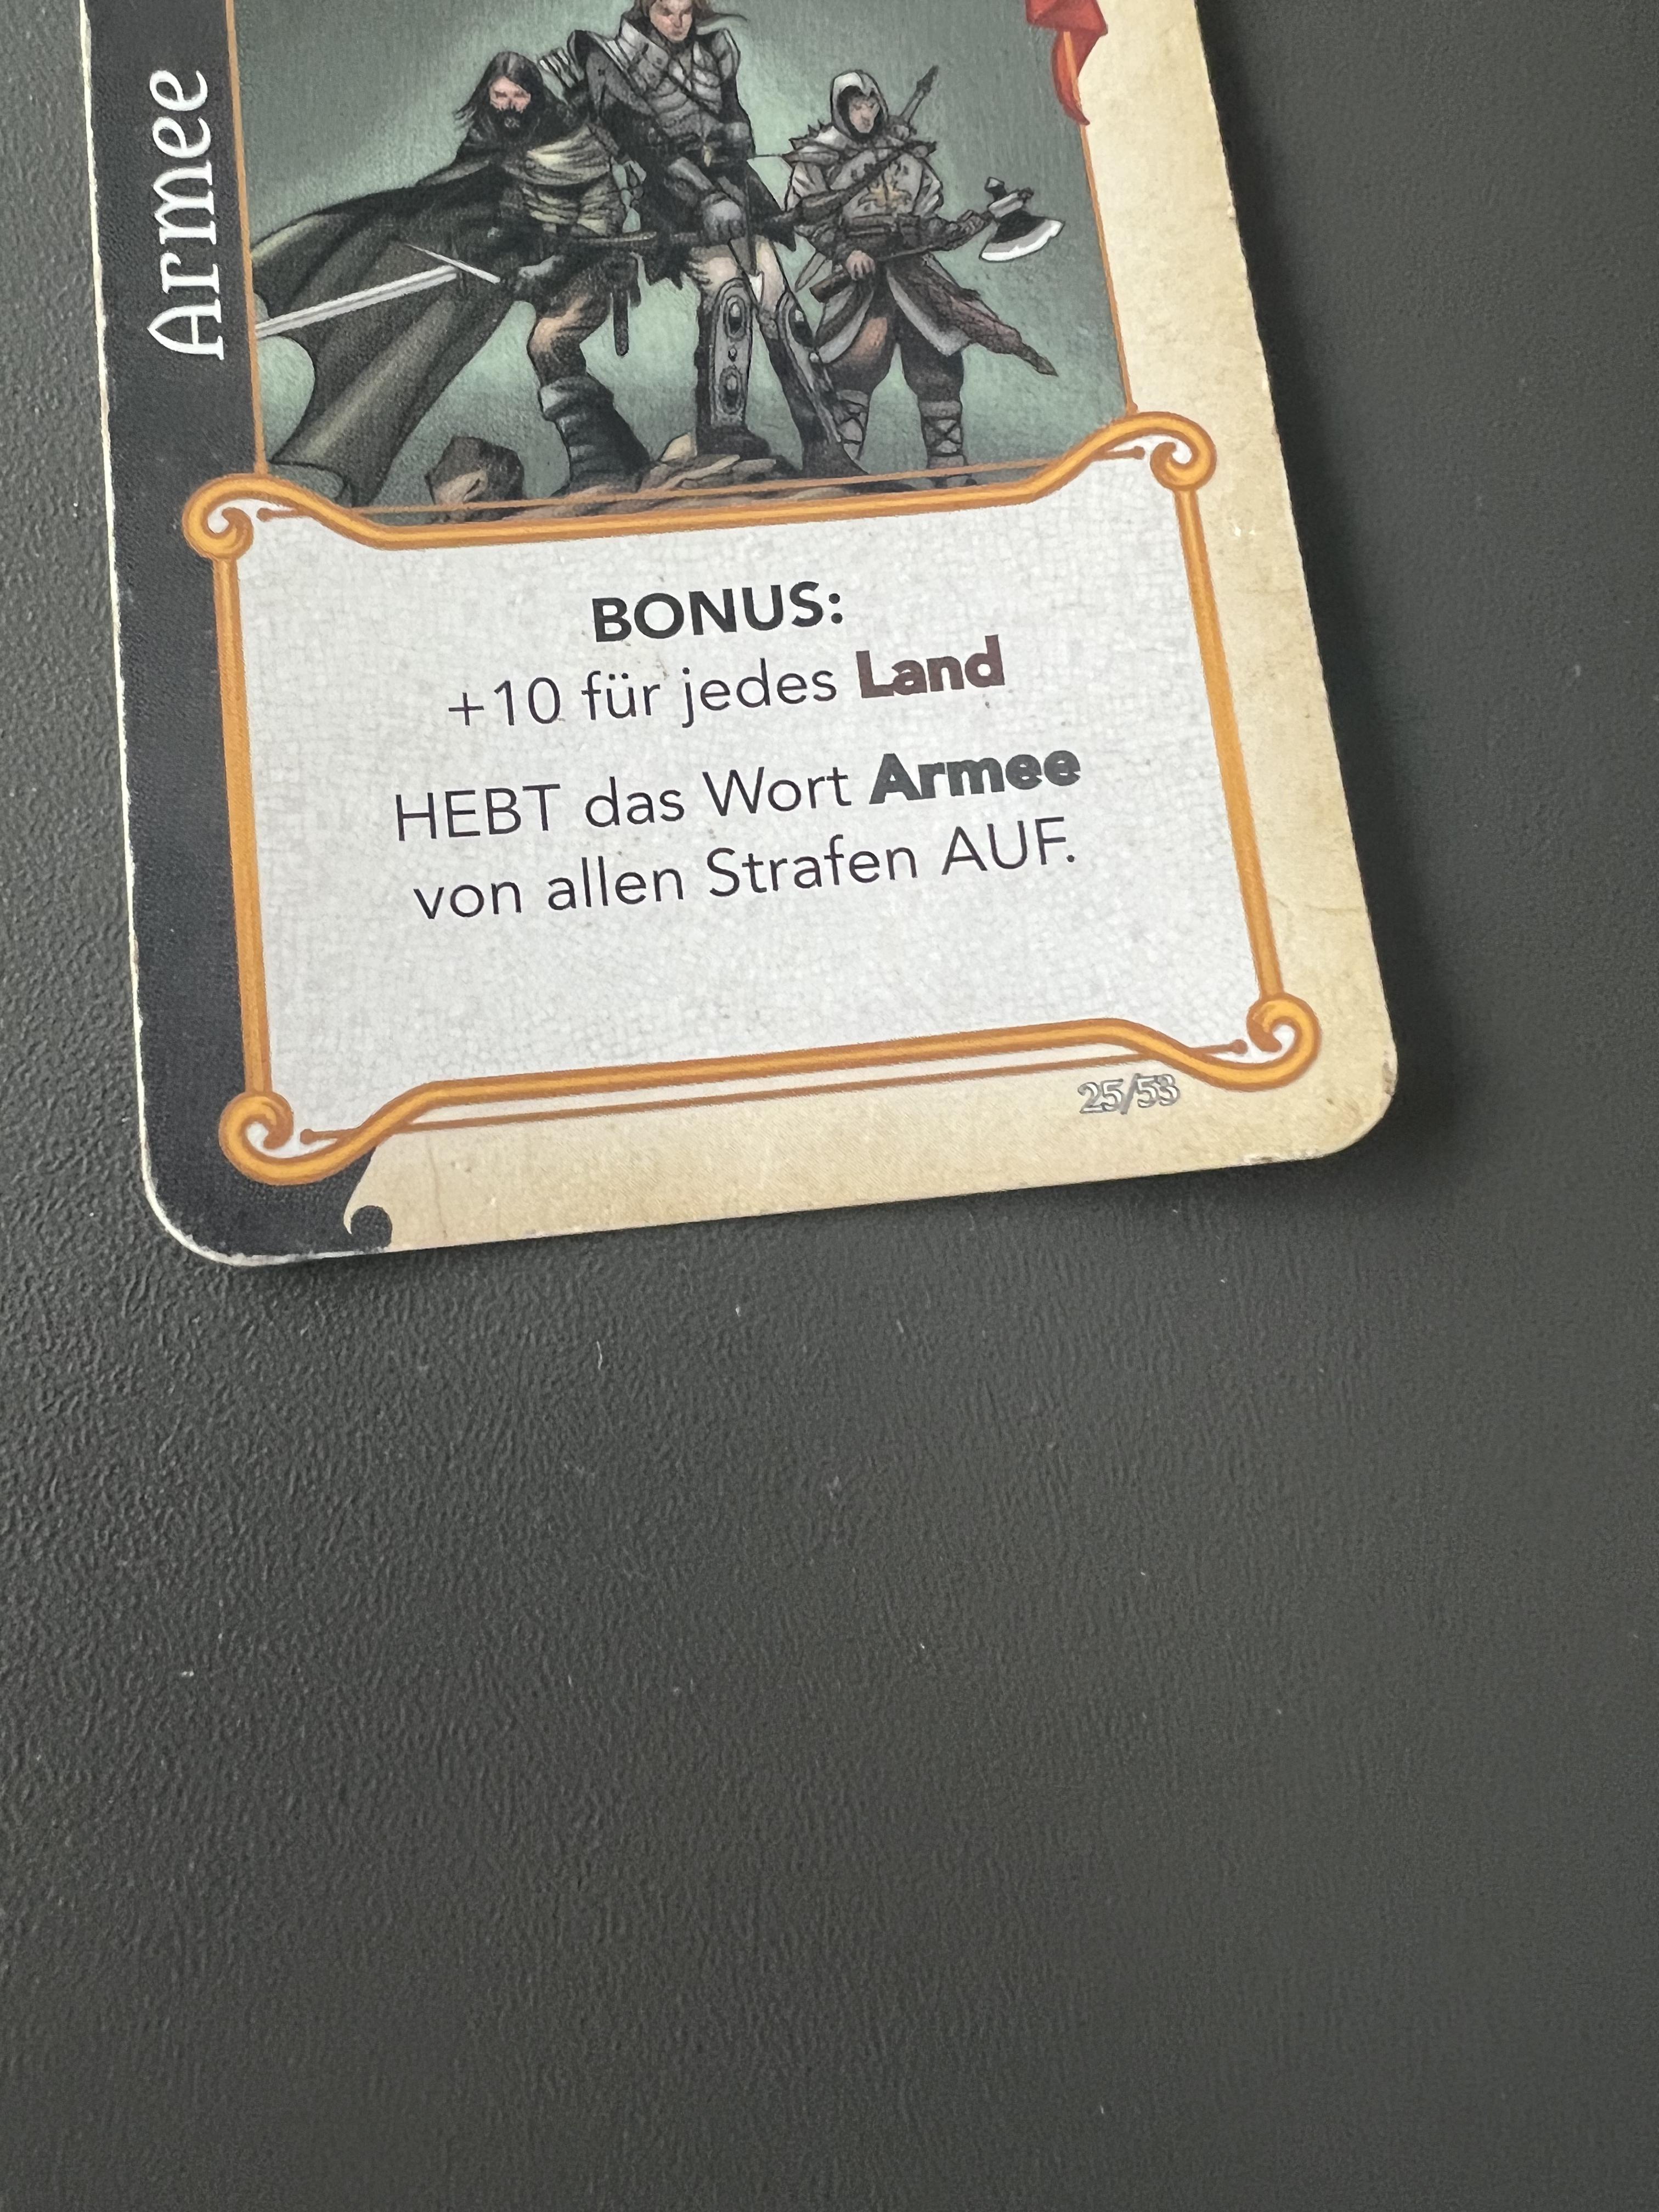 Armee
BONUS:
+10 für jedes Land
HEBT das Wort Armee
von allen Strafen AUF.
25/53